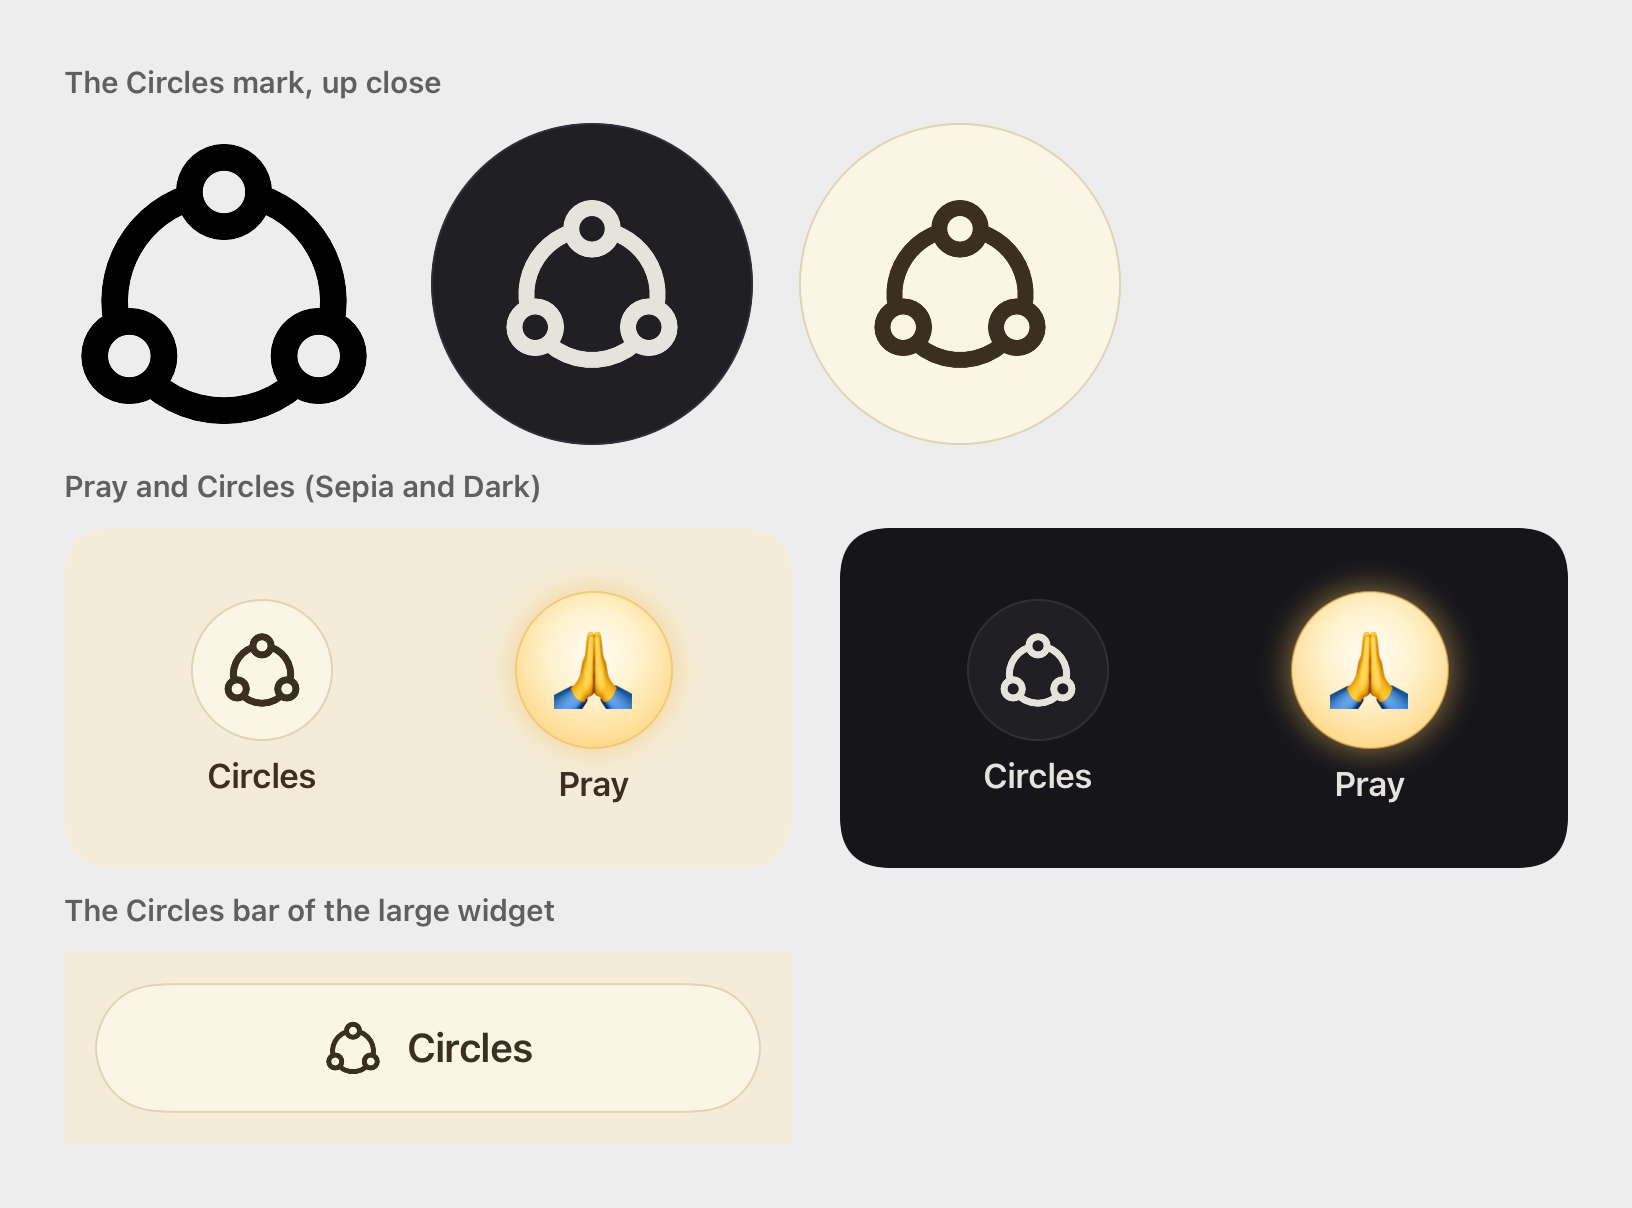 The Circles mark, up close
Pray and Circles (Sepia and Dark)
Circles
Pray
Circles
Pray
The Circles bar of the large widget
Circles